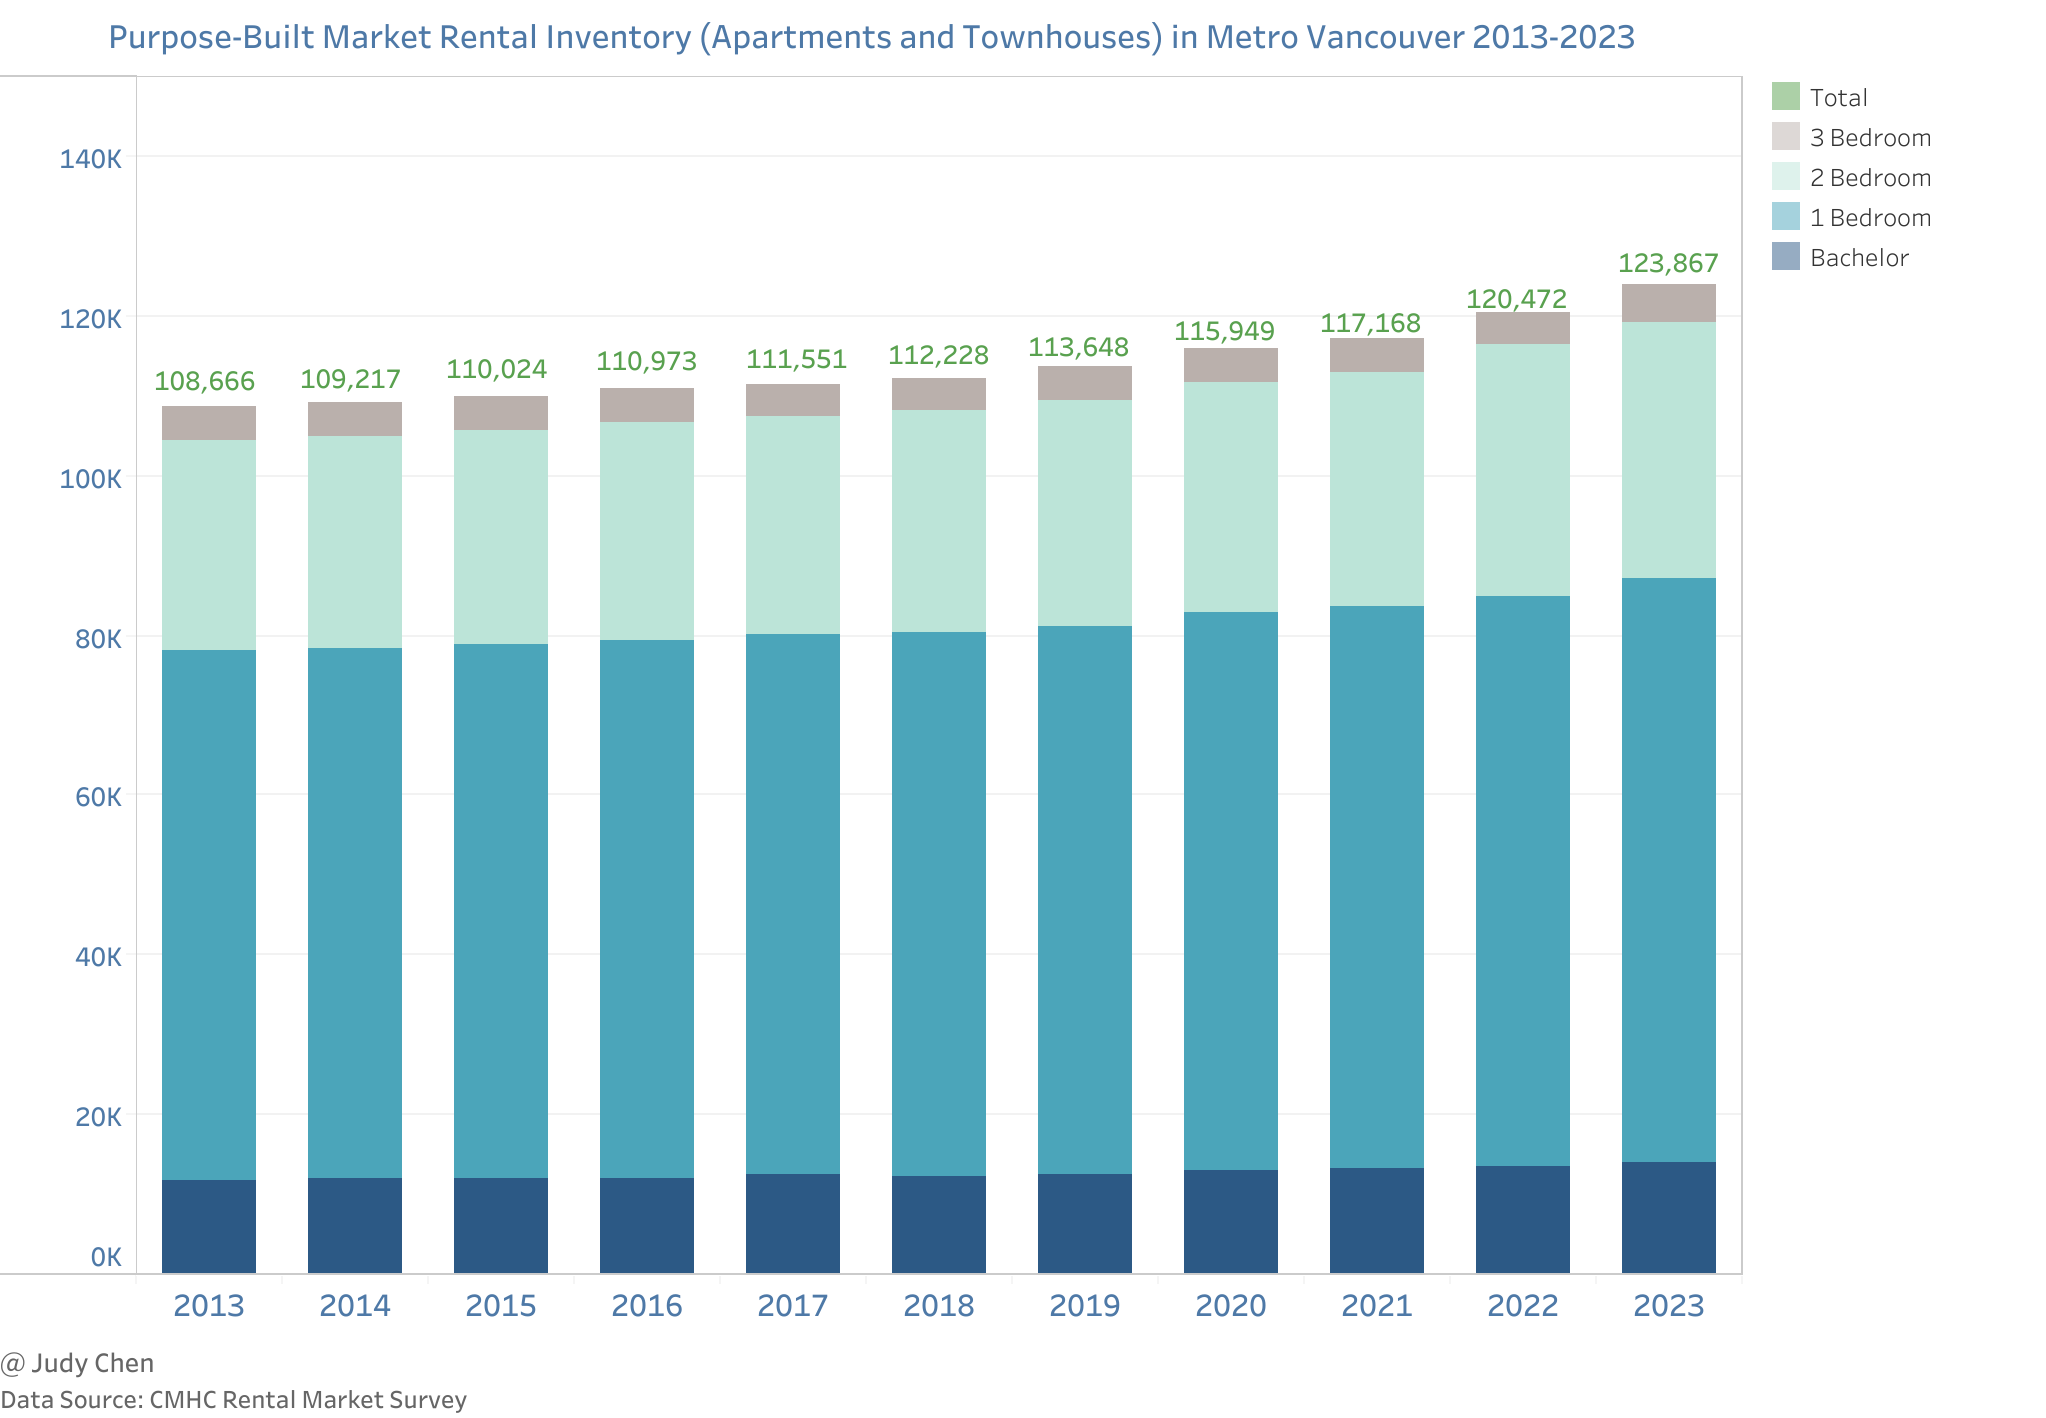 Purpose-Built Market Rental Inventory (Apartments and Townhouses) in Metro Vancouver 2013-2023
Total
3 Bedroom
2 Bedroom
1 Bedroom
Bachelor
140K
120K
100K
80K
60K
40K
20K
0K
108,666 109,217 110,024 110,973 111,551 112,228 113,648 115,949 117,168 120,472 123,867
2013 2014 2015 2016 2017 2018 2019 2020 2021 2022 2023
@ Judy Chen
Data Source: CMHC Rental Market Survey